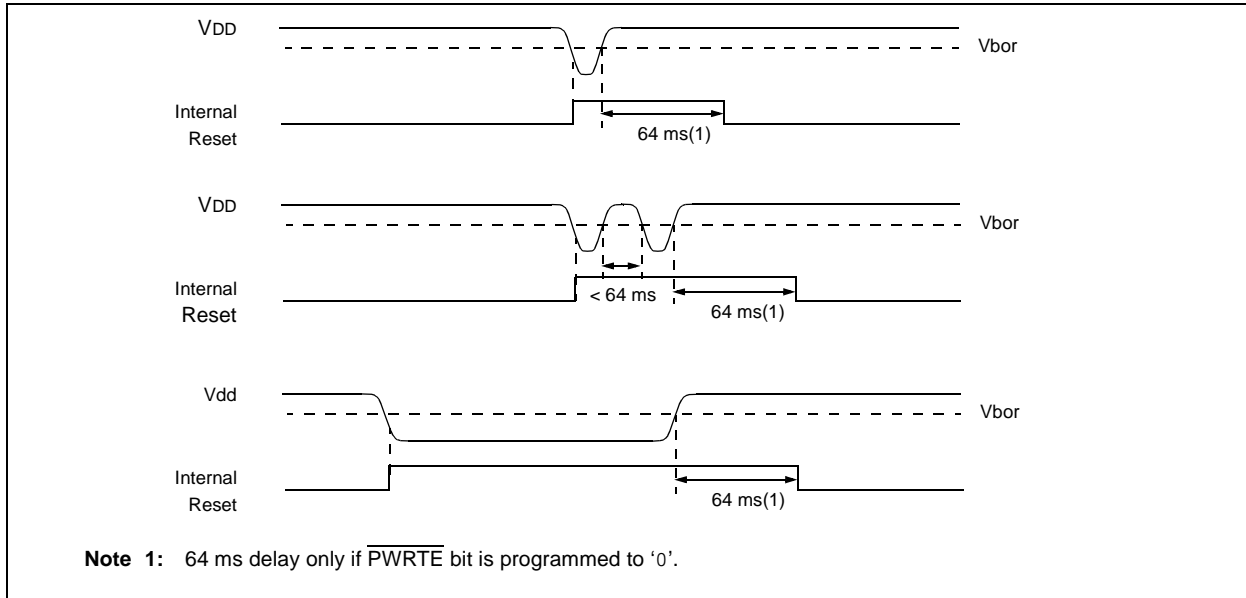 VDD
Vbor
Internal
Reset
64 ms(1)
VDD
Vbor
Internal
Reset
< 64 ms
64 ms(1)
Vdd
Vbor
Internal
Reset
64 ms(1)
Note 1: 64 ms delay only if PWRTE bit is programmed to ‘0’.